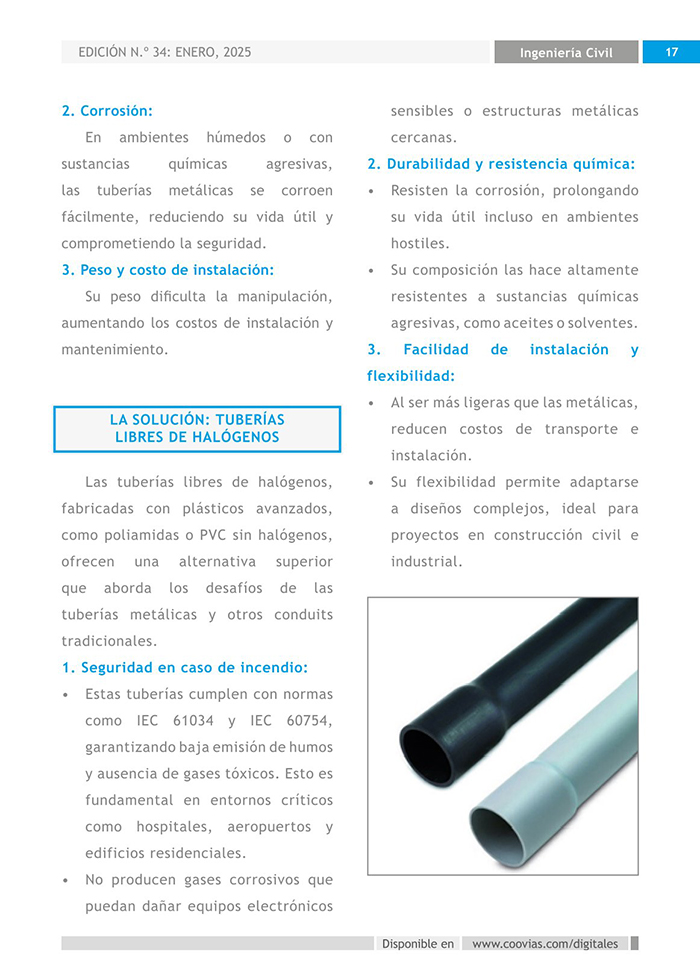 EDICIÓN N.º 34: ENERO, 2025
Ingeniería Civil
17
2. Corrosión:
En ambientes húmedos o con
sustancias químicas agresivas,
las tuberías metálicas se corroen
fácilmente, reduciendo su vida útil y
comprometiendo la seguridad.
3. Peso y costo de instalación:
Su peso dificulta la manipulación,
aumentando los costos de instalación y
mantenimiento.
LA SOLUCIÓN: TUBERÍAS
LIBRES DE HALÓGENOS
Las tuberías libres de halógenos,
fabricadas con plásticos avanzados,
como poliamidas o PVC sin halógenos,
ofrecen una alternativa superior
que aborda los desafíos de las
tuberías metálicas y otros conduits
tradicionales.
1. Seguridad en caso de incendio:
• Estas tuberías cumplen con normas
como IEC 61034 y IEC 60754,
garantizando baja emisión de humos
y ausencia de gases tóxicos. Esto es
fundamental en entornos críticos
como hospitales, aeropuertos y
edificios residenciales.
• No producen gases corrosivos que
puedan dañar equipos electrónicos
sensibles o estructuras metálicas
cercanas.
2. Durabilidad y resistencia química:
• Resisten la corrosión, prolongando
su vida útil incluso en ambientes
hostiles.
• Su composición las hace altamente
resistentes a sustancias químicas
agresivas, como aceites o solventes.
3. Facilidad de instalación y
flexibilidad:
• Al ser más ligeras que las metálicas,
reducen costos de transporte e
instalación.
• Su flexibilidad permite adaptarse
a diseños complejos, ideal para
proyectos en construcción civil e
industrial.
Disponible en
www.coovias.com/digitales